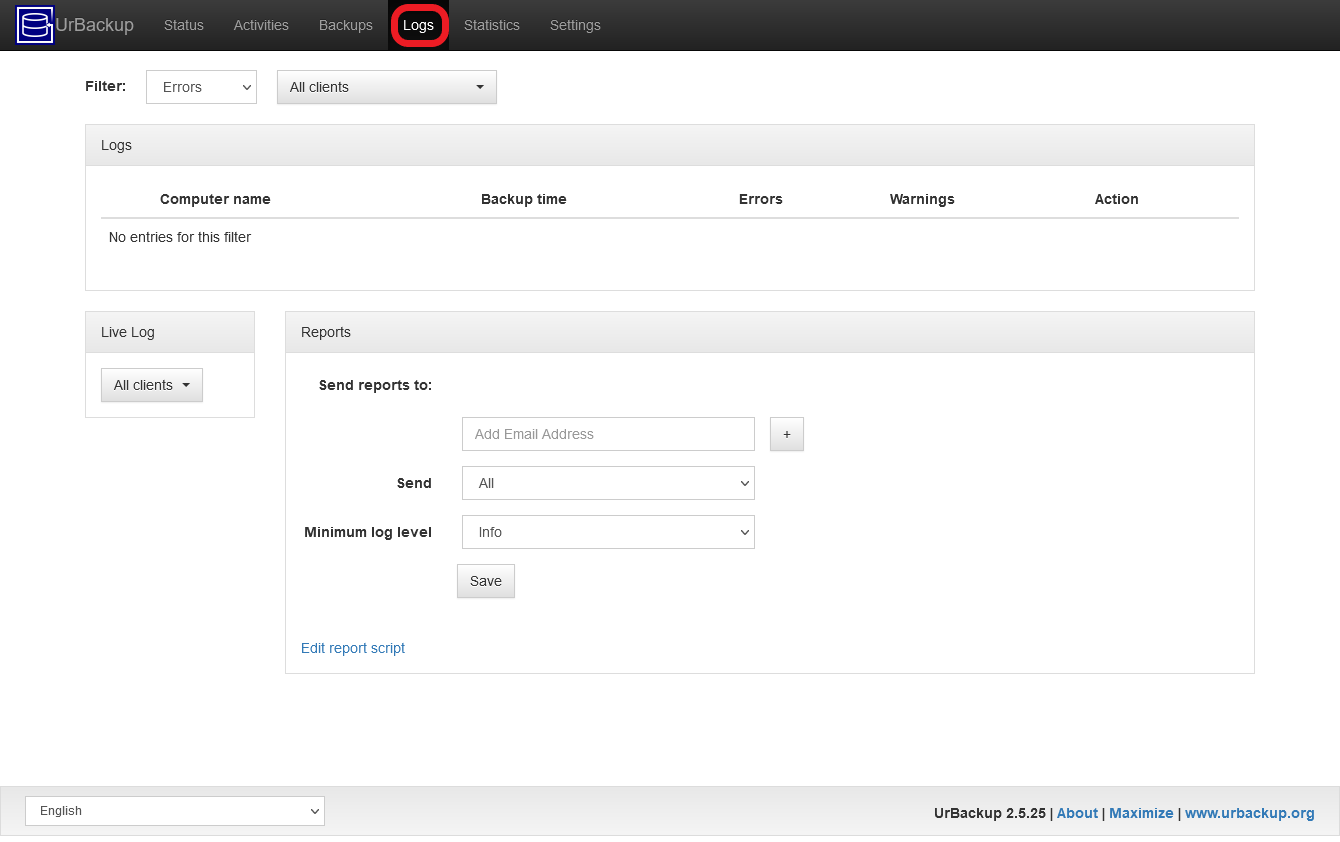 UrBackup Status Activities Backups Logs Statistics Settings
Filter: Errors All clients
Logs
Computer name Backup time Errors Warnings Action
No entries for this filter
Live Log
All clients
Reports
Send reports to:
Add Email Address +
Send All
Minimum log level Info
Save
Edit report script
English UrBackup 2.5.25 | About | Maximize | www.urbackup.org